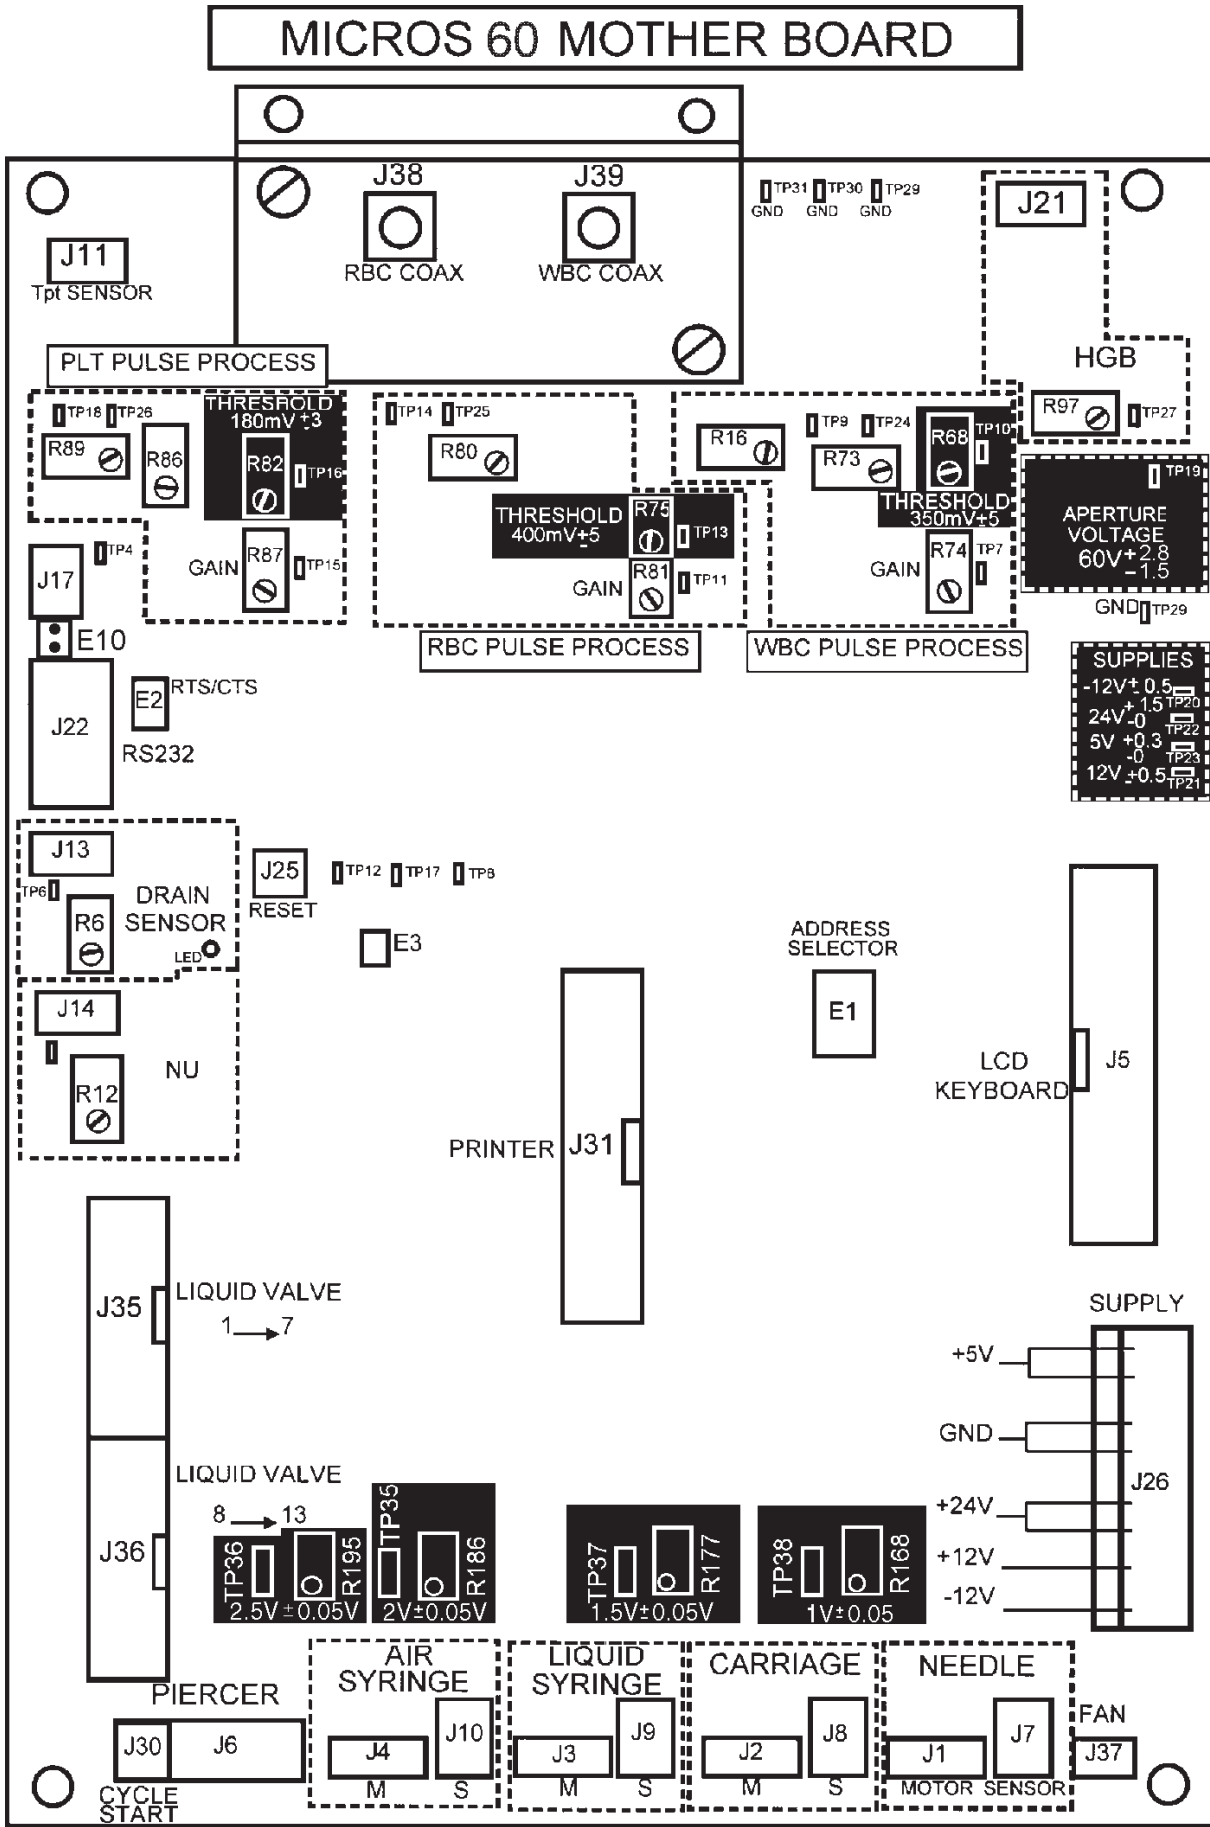 MICROS 60 MOTHER BOARD
J38
J39
RBC COAX
WBC COAX
TP31
TP30
TP29
GND
GND
GND
J21
J11
Tpt SENSOR
PLT PULSE PROCESS
HGB
TP18
TP26
R89
R86
THRESHOLD
180mV ±3
R82
TP16
TP14
TP25
R80
R16
TP9
TP24
R73
R68
TP10
THRESHOLD
350mV±5
R97
TP27
TP19
APERTURE
VOLTAGE
60V +2.8
-1.5
THRESHOLD
400mV±5
R75
TP13
TP4
J17
GAIN
R87
TP15
GAIN
R81
TP11
GAIN
R74
TP7
GND
TP29
E10
RBC PULSE PROCESS
WBC PULSE PROCESS
J22
E2
RTS/CTS
RS232
SUPPLIES
-12V ± 0.5
TP20
24V + 1.5
-0
TP22
5V +0.3
-0
TP23
12V ±0.5
TP21
J13
TP6
R6
DRAIN
SENSOR
LED
J25
RESET
TP12
TP17
TP8
E3
ADDRESS
SELECTOR
E1
J14
R12
NU
LCD
KEYBOARD
J5
PRINTER
J31
J35
LIQUID VALVE
1 → 7
SUPPLY
+5V
GND
+24V
+12V
-12V
J26
J36
LIQUID VALVE
8 → 13
TP36
R195
2.5V ±0.05V
TP35
R186
2V±0.05V
TP37
R177
1.5V±0.05V
TP38
R168
1V±0.05
PIERCER
J30
J6
CYCLE
START
AIR
SYRINGE
J4
J10
M
S
LIQUID
SYRINGE
J3
J9
M
S
CARRIAGE
J2
J8
M
S
NEEDLE
J1
J7
MOTOR
SENSOR
FAN
J37